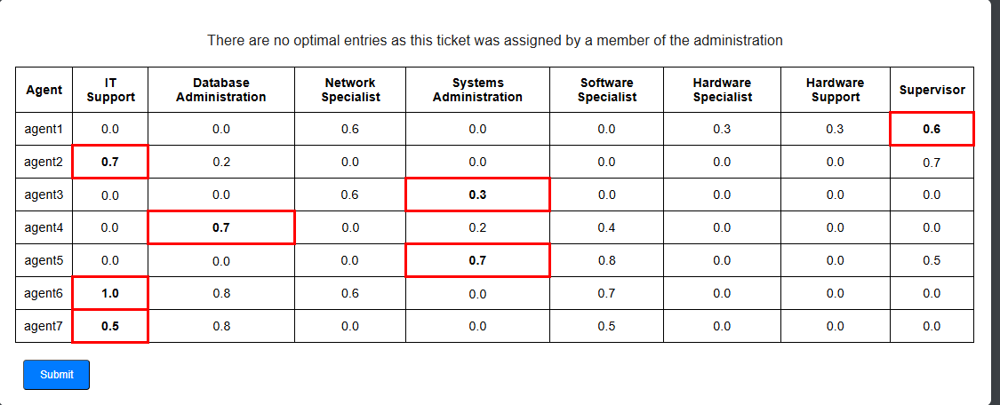 There are no optimal entries as this ticket was assigned by a member of the administration
Agent IT Support Database Administration Network Specialist Systems Administration Software Specialist Hardware Specialist Hardware Support Supervisor
agent1 0.0 0.0 0.6 0.0 0.0 0.3 0.3 0.6
agent2 0.7 0.2 0.0 0.0 0.0 0.0 0.0 0.7
agent3 0.0 0.0 0.6 0.3 0.0 0.0 0.0 0.0
agent4 0.0 0.7 0.0 0.2 0.4 0.0 0.0 0.0
agent5 0.0 0.0 0.0 0.7 0.8 0.0 0.0 0.5
agent6 1.0 0.8 0.6 0.0 0.7 0.0 0.0 0.0
agent7 0.5 0.8 0.0 0.0 0.5 0.0 0.0 0.0
Submit